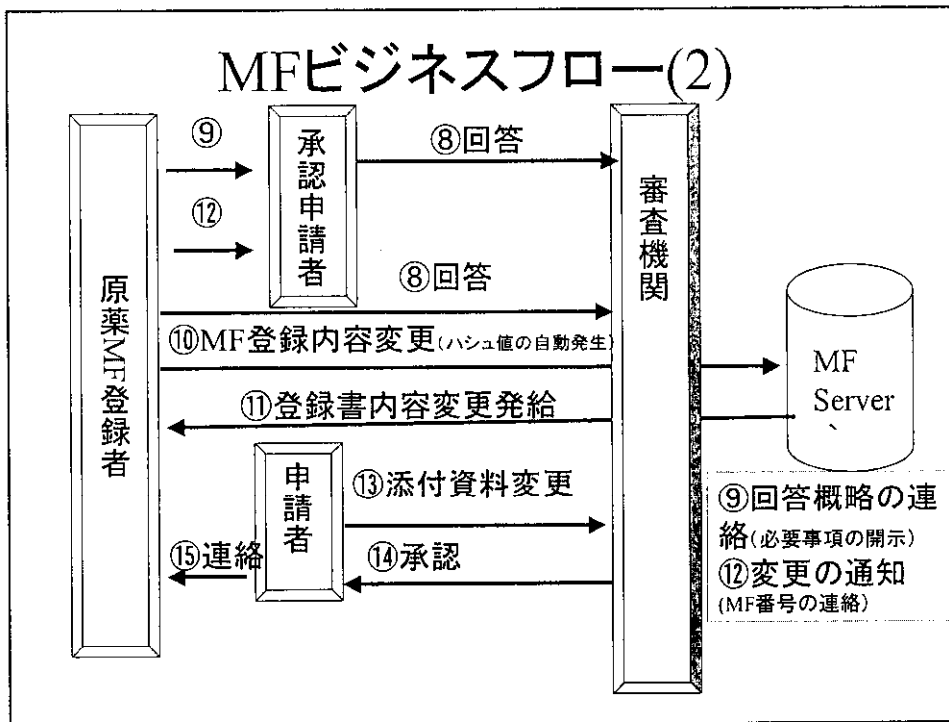 MFビジネスフロー(2)
⑨
⑧回答
承認申請者
審査機関
⑫
⑧回答
原薬MF登録者
⑩MF登録内容変更(ハシュ値の自動発生)
MF
Server
⑪登録書内容変更発給
申請者
⑬添付資料変更
⑮連絡
⑭承認
⑨回答概略の連
絡(必要事項の開示)
⑫変更の通知
(MF番号の連絡)